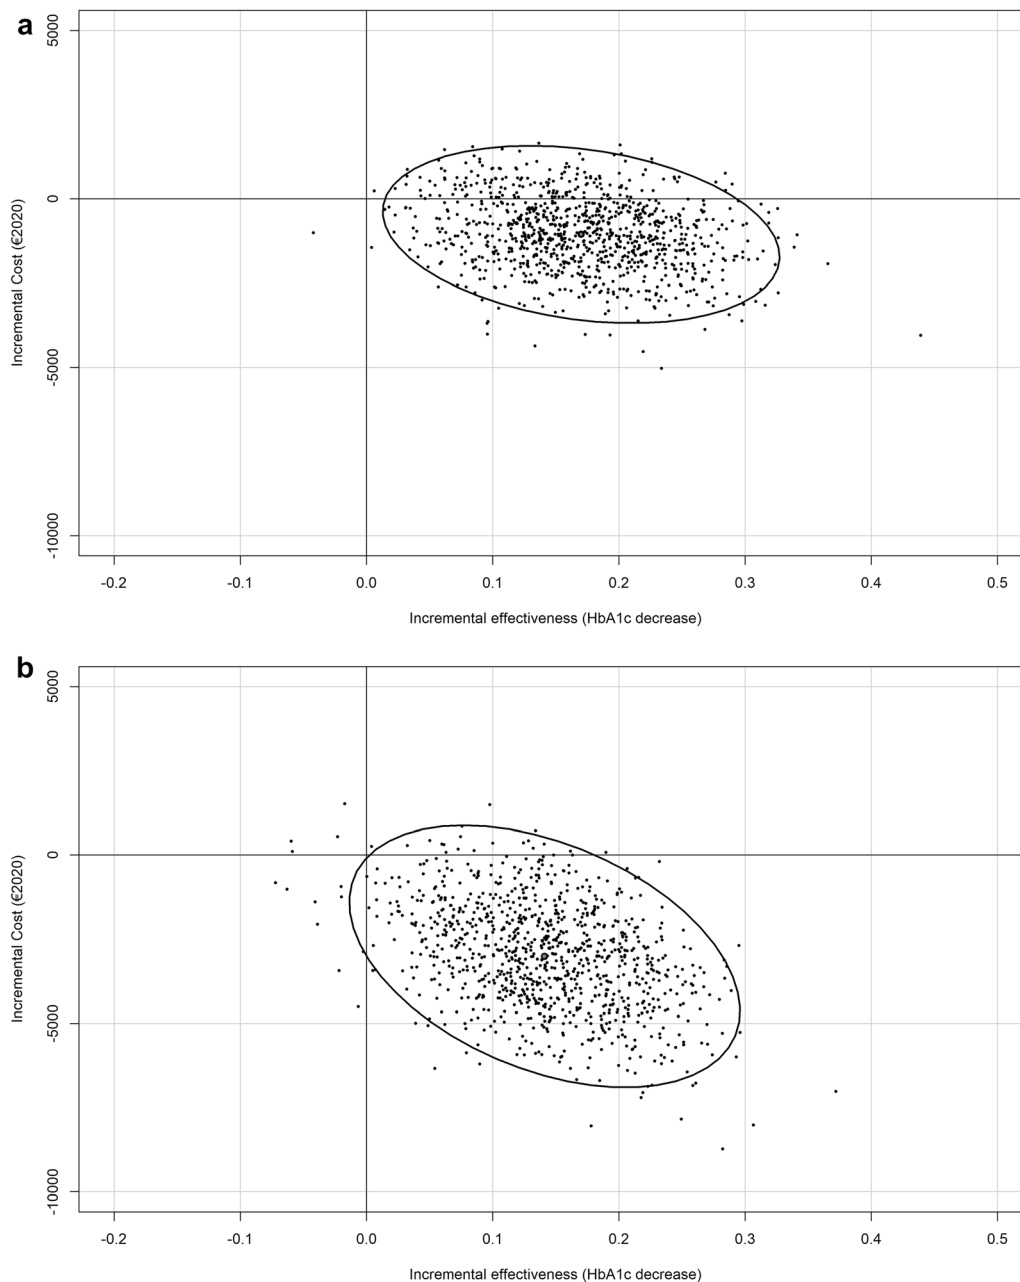 a
5000
0
-5000
-10000
Incremental Cost (€2020)
-0.2 -0.1 0.0 0.1 0.2 0.3 0.4 0.5
Incremental effectiveness (HbA1c decrease)
b
5000
0
-5000
-10000
Incremental Cost (€2020)
-0.2 -0.1 0.0 0.1 0.2 0.3 0.4 0.5
Incremental effectiveness (HbA1c decrease)